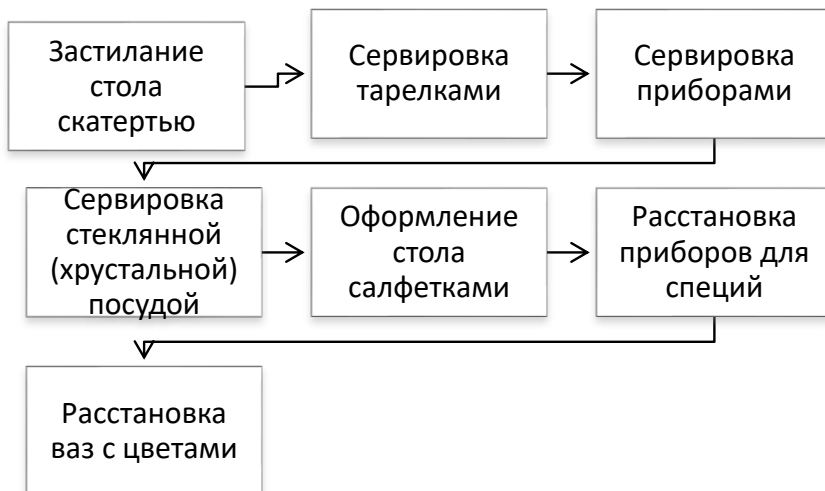 Застилание
стола
скатертью
Сервировка
тарелками
Сервировка
приборами
Сервировка
стеклянной
(хрустальной)
посудой
Оформление
стола
салфетками
Расстановка
приборов для
специй
Расстановка
ваз с цветами